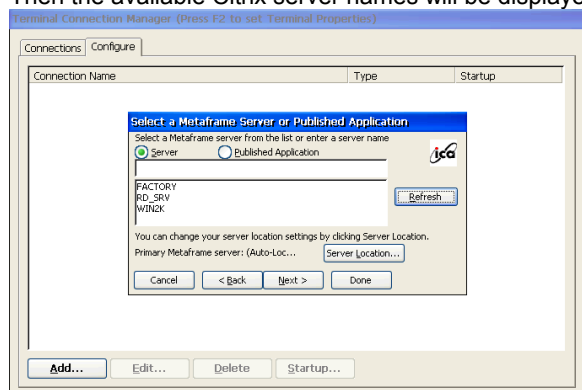 Then the available Citrix server names will be displaye
Terminal Connection Manager (Press F2 to set Terminal Properties)
Connections Configure
Connection Name Type Startup
Select a Metaframe Server or Published Application
Select a Metaframe server from the list or enter a server name
Server Published Application
ica
FACTORY
RD_SRV
WIN2K
Refresh
You can change your server location settings by clicking Server Location.
Primary Metaframe server: (Auto-Loc... Server Location...
Cancel < Back Next > Done
Add... Edit... Delete Startup...